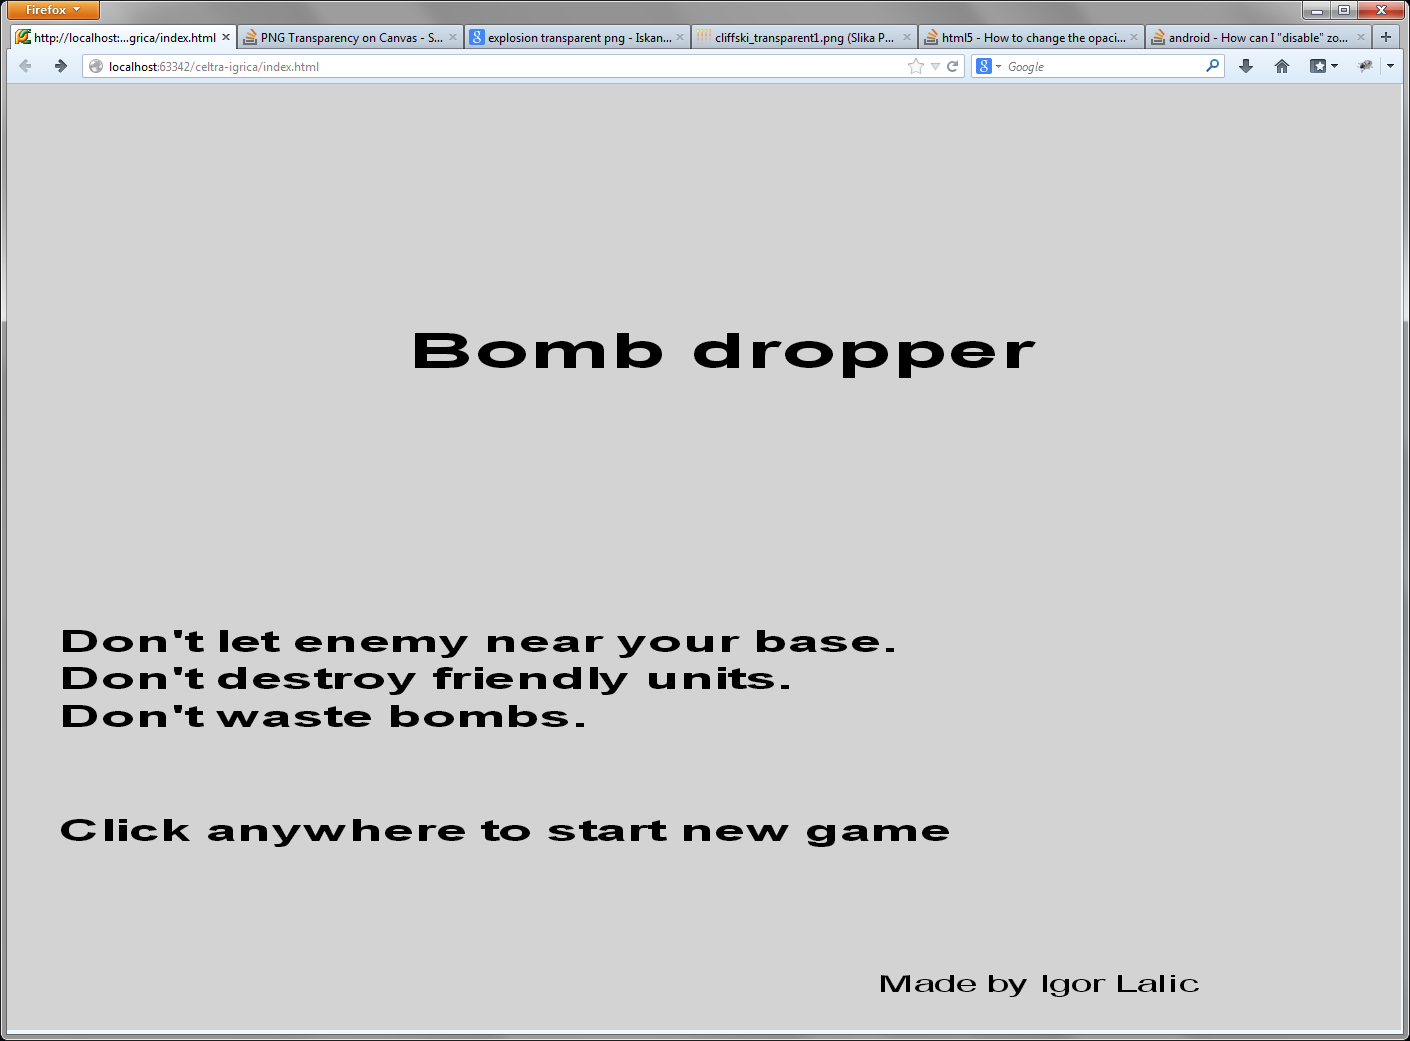 Firefox
http://localhost:...grica/index.html
PNG Transparency on Canvas - S...
explosion transparent png - Iskan...
cliffski_transparent1.png (Slika P...
html5 - How to change the opaci...
android - How can I "disable" zo...
localhost:63342/celtra-igrica/index.html
8 Google
Bomb dropper
Don't let enemy near your base.
Don't destroy friendly units.
Don't waste bombs.
Click anywhere to start new game
Made by Igor Lalic